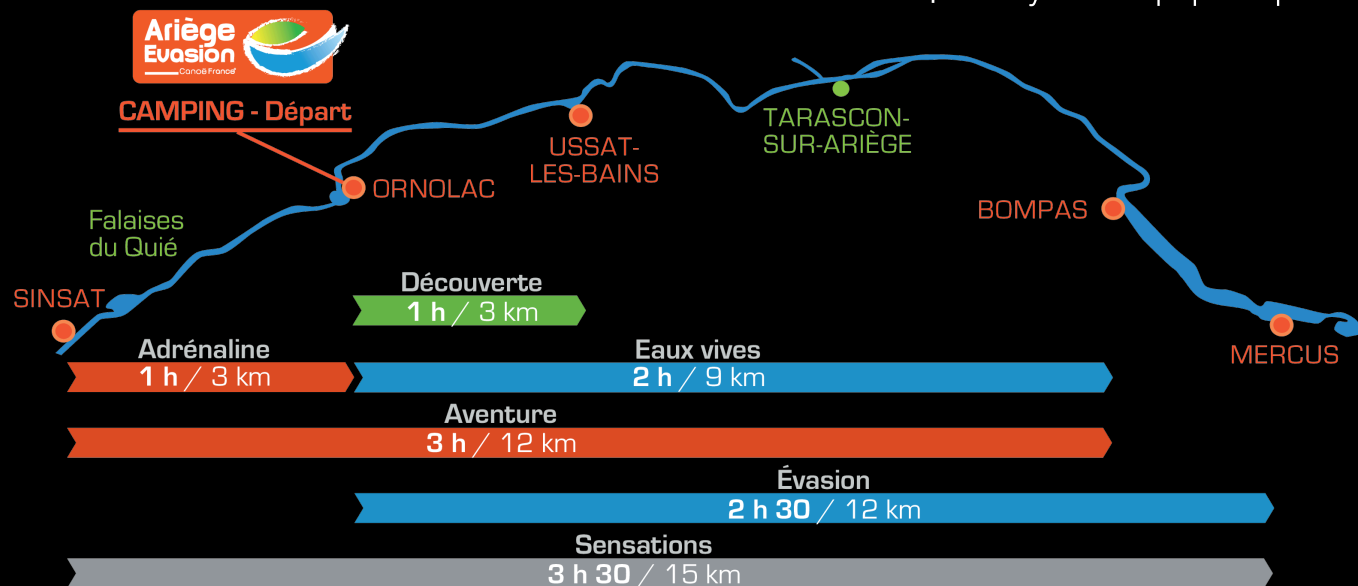 Ariège
Evasion
Canoë France
CAMPING - Départ
TARASCON-
SUR-ARIÈGE
USSAT-
LES-BAINS
ORNOLAC
BOMPAS
Falaises
du Quié
SINSAT
MERCUS
Découverte
1 h / 3 km
Adrénaline
1 h / 3 km
Eaux vives
2 h / 9 km
Aventure
3 h / 12 km
Évasion
2 h 30 / 12 km
Sensations
3 h 30 / 15 km